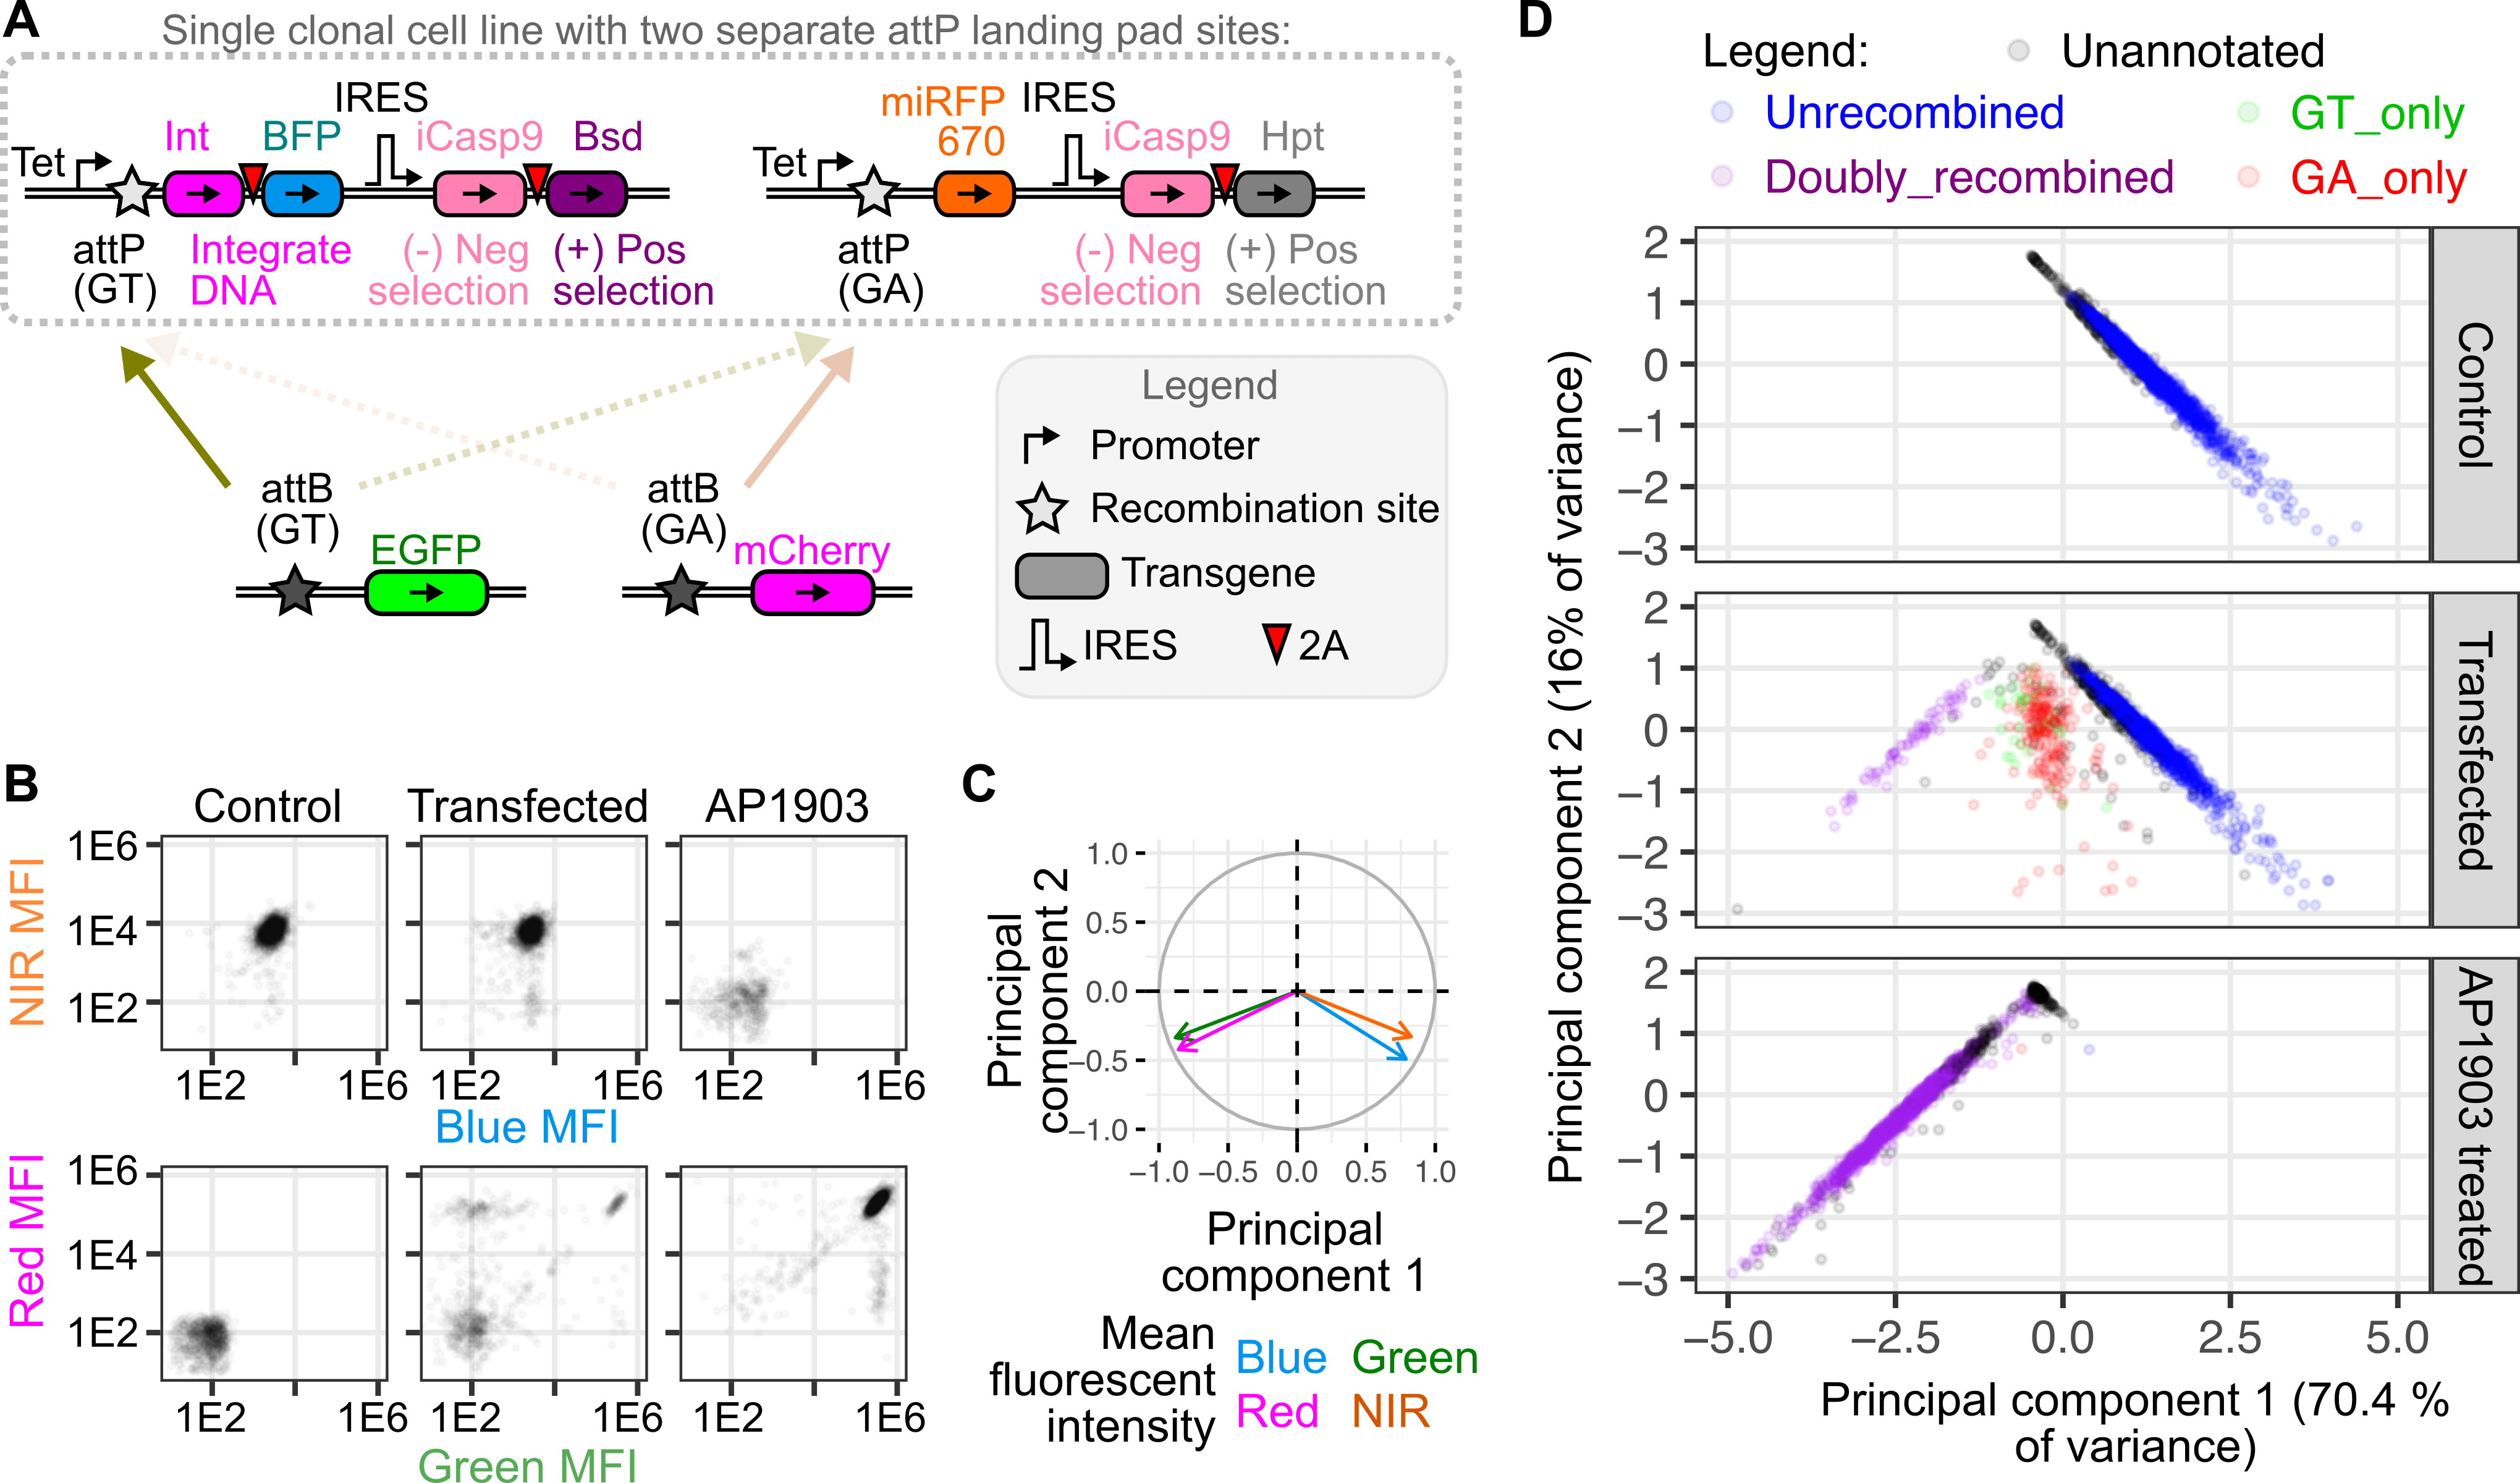 A
Single clonal cell line with two separate attP landing pad sites:
IRES
Int
BFP
iCasp9
Bsd
Tet
attP
(GT)
Integrate
DNA
(-) Neg
selection
(+) Pos
selection
miRFP
670
IRES
iCasp9
Hpt
Tet
attP
(GA)
(-) Neg
selection
(+) Pos
selection
attB
(GT)
EGFP
attB
(GA)
mCherry
Legend
Promoter
Recombination site
Transgene
IRES
2A
B
Control
Transfected
AP1903
NIR MFI
1E6
1E4
1E2
1E2
1E6
1E2
1E6
1E2
1E6
Blue MFI
Red MFI
1E6
1E4
1E2
1E2
1E6
1E2
1E6
1E2
1E6
Green MFI
C
Principal
component 2
1.0
0.5
0.0
−0.5
−1.0
−1.0
−0.5
0.0
0.5
1.0
Principal
component 1
Mean
fluorescent
intensity
Blue
Green
Red
NIR
D
Legend:
Unannotated
Unrecombined
GT_only
Doubly_recombined
GA_only
Principal component 2 (16% of variance)
2
1
0
−1
−2
−3
Control
2
1
0
−1
−2
−3
Transfected
2
1
0
−1
−2
−3
AP1903 treated
−5.0
−2.5
0.0
2.5
5.0
Principal component 1 (70.4 %
of variance)